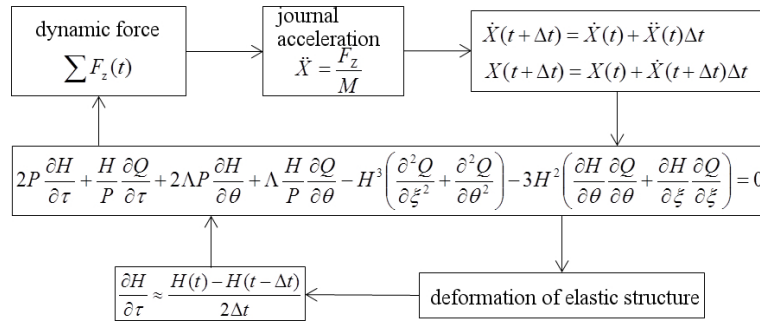 dynamic force
∑ F_z(t)
journal
acceleration
Ẍ = F_Z / M
Ẋ(t + Δt) = Ẋ(t) + Ẍ(t)Δt
X(t + Δt) = X(t) + Ẋ(t + Δt)Δt
2P ∂H/∂τ + H/P ∂Q/∂τ + 2ΛP ∂H/∂θ + Λ H/P ∂Q/∂θ − H³(∂²Q/∂ξ² + ∂²Q/∂θ²) − 3H²(∂H/∂θ ∂Q/∂θ + ∂H/∂ξ ∂Q/∂ξ) = 0
∂H/∂τ ≈ (H(t) − H(t − Δt)) / 2Δt
deformation of elastic structure